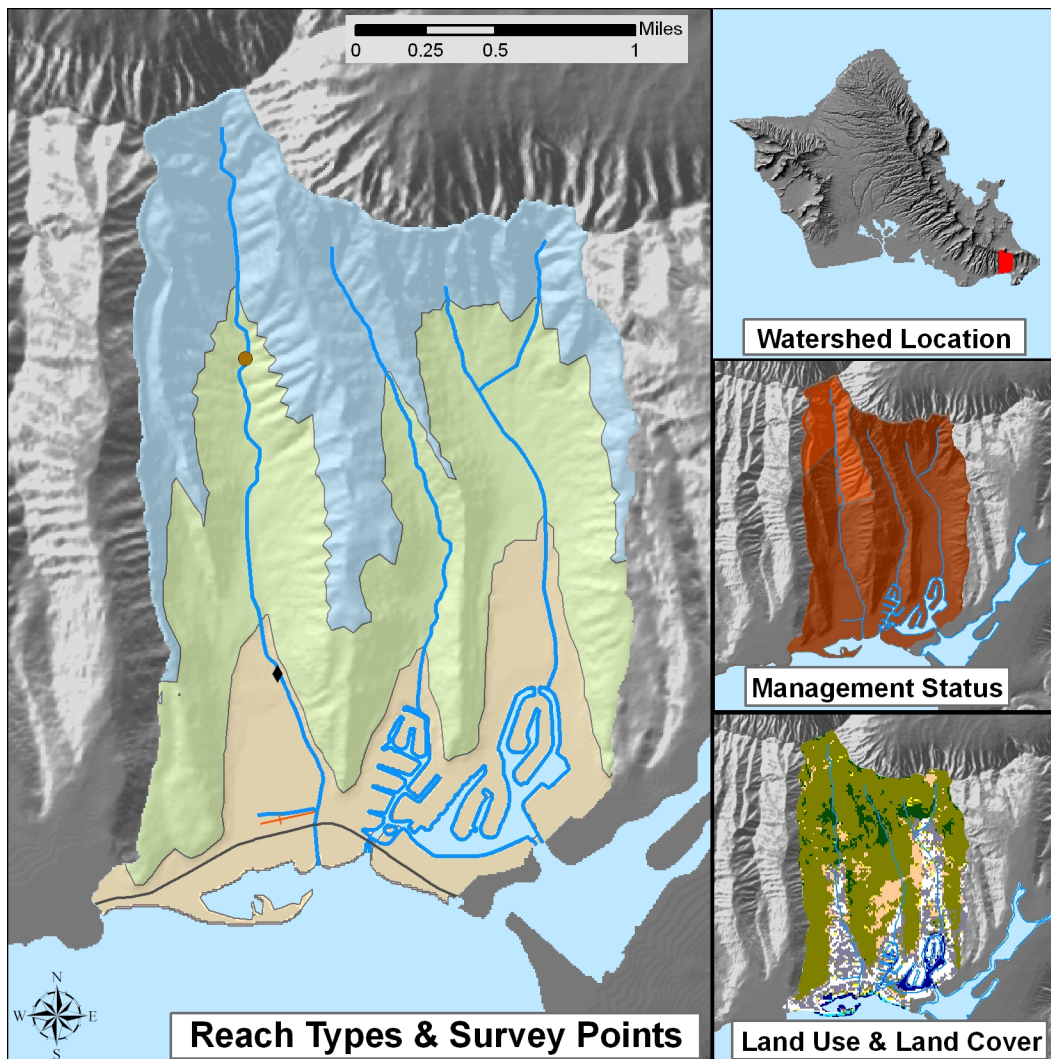 Miles
0 0.25 0.5 1
Watershed Location
Management Status
N
W E
S
Reach Types & Survey Points
Land Use & Land Cover